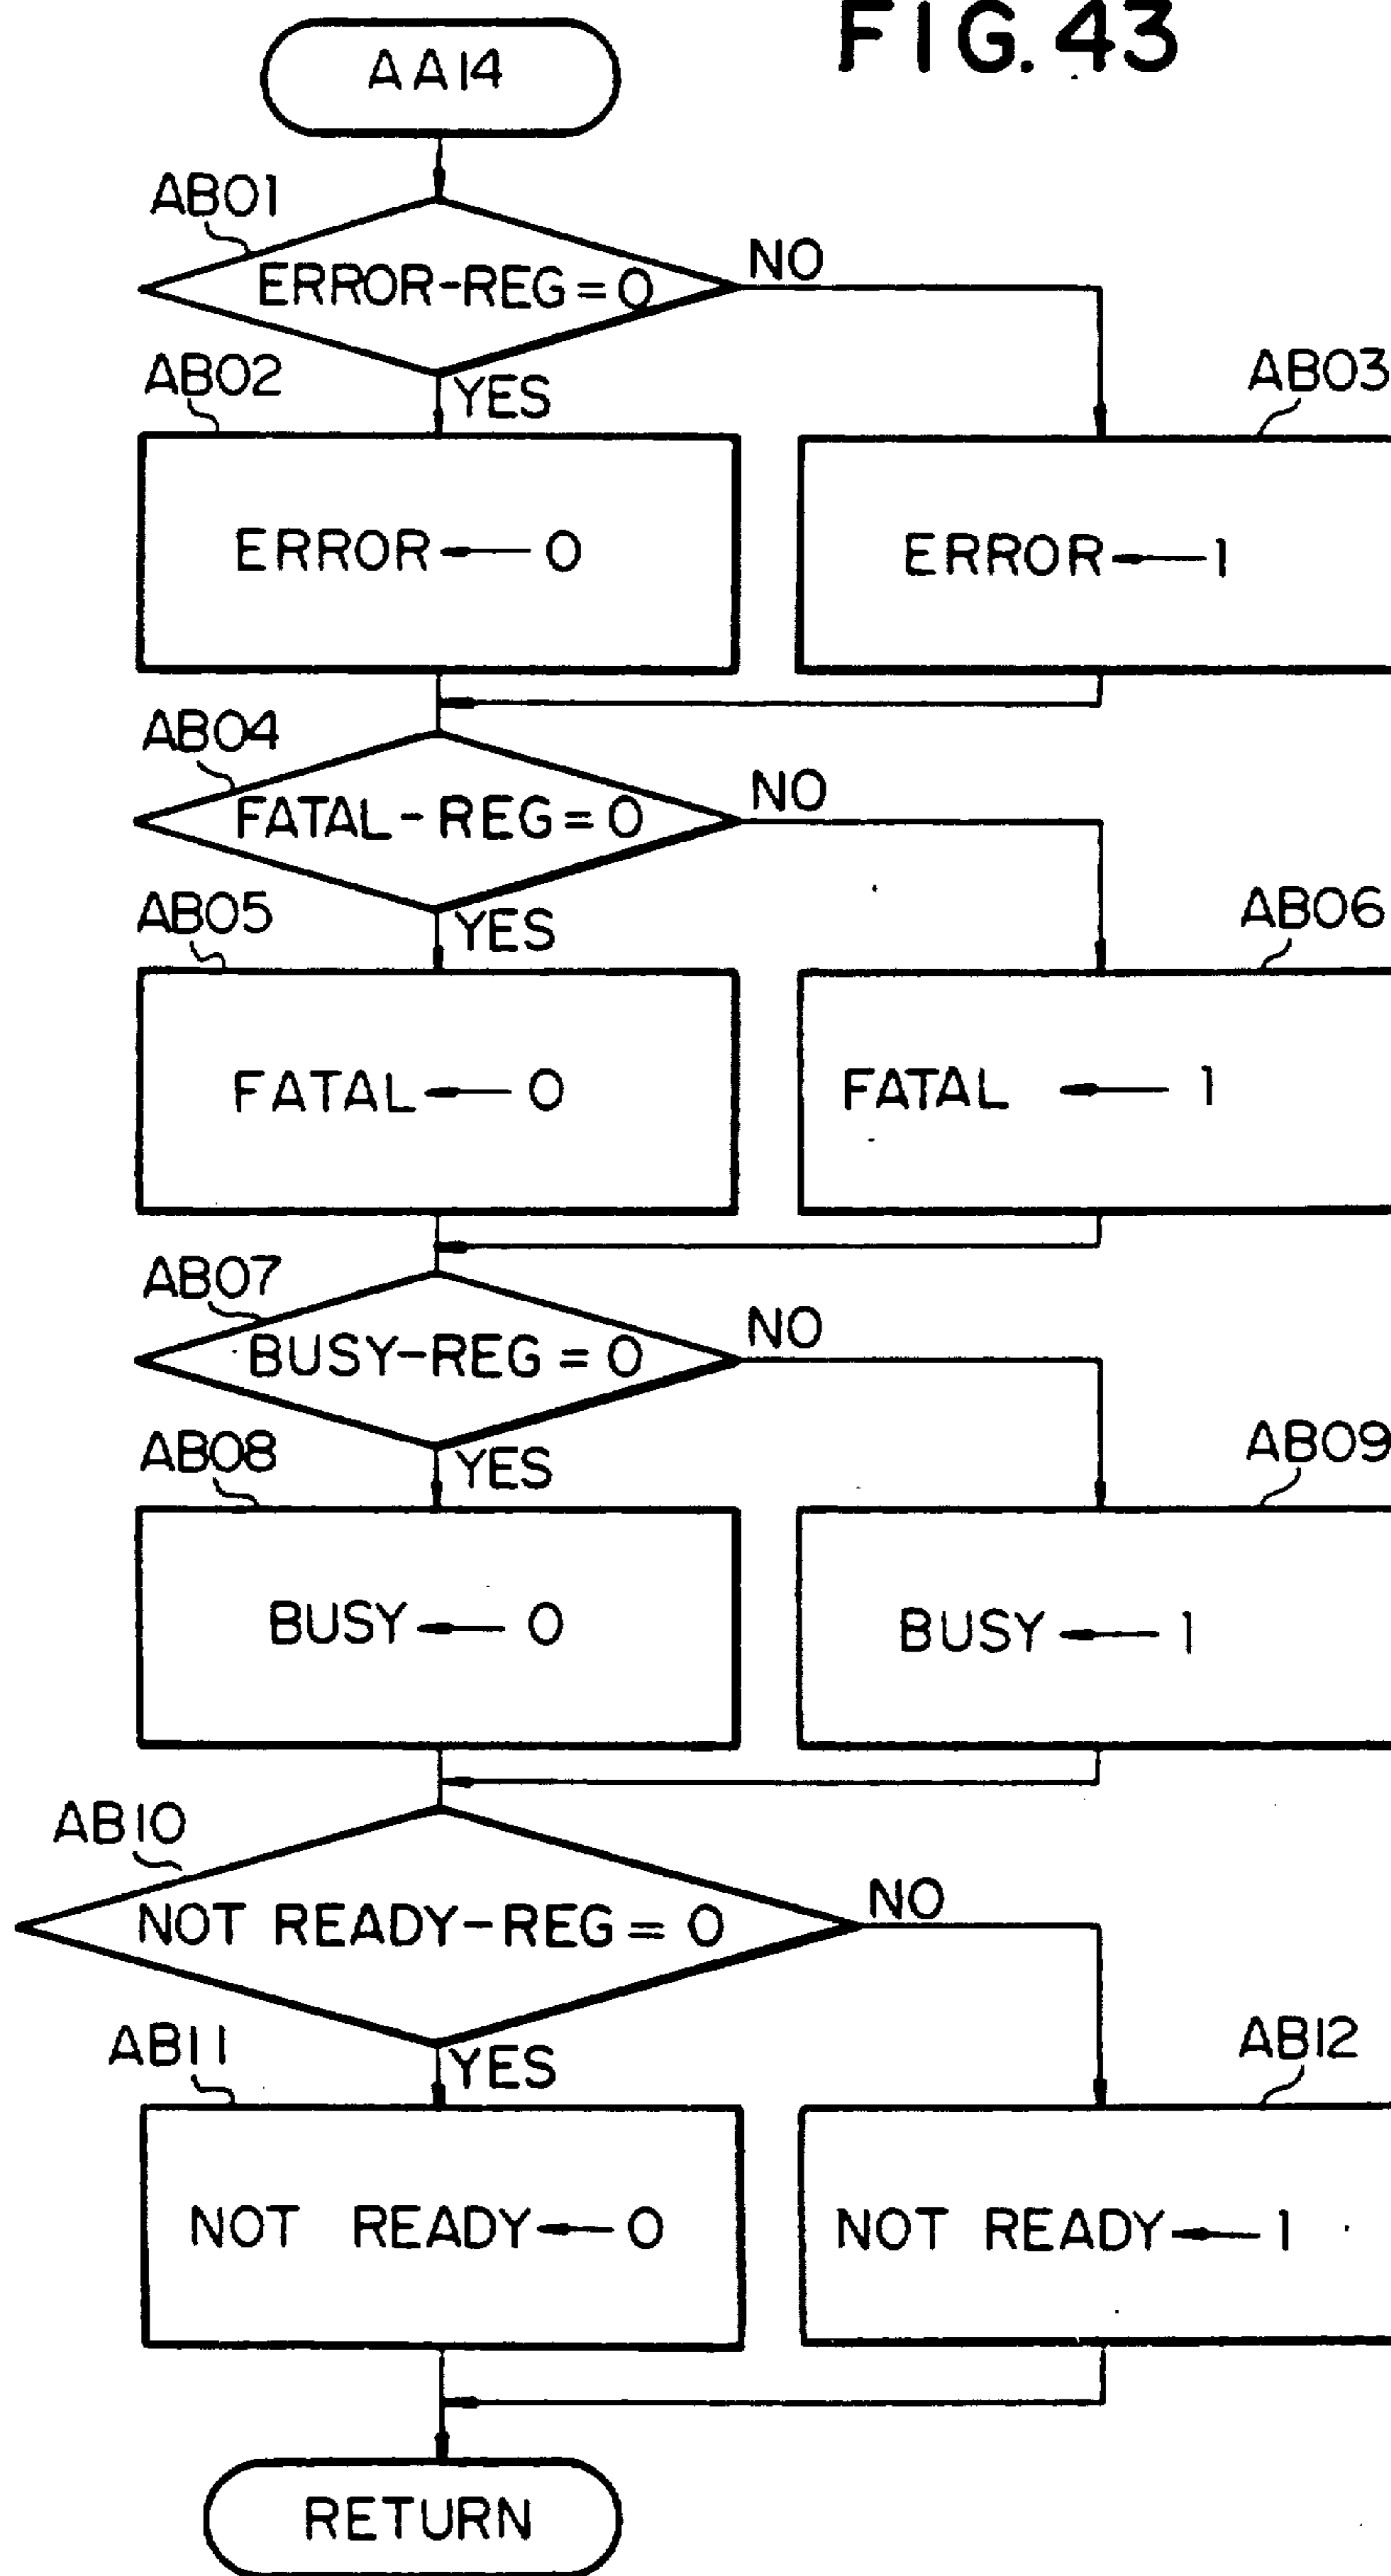 FIG. 43
AA14
AB01
ERROR-REG = 0
NO
YES
AB02
ERROR ← 0
AB03
ERROR ← 1
AB04
FATAL - REG = 0
NO
YES
AB05
FATAL ← 0
AB06
FATAL ← 1
AB07
BUSY-REG = 0
NO
YES
AB08
BUSY ← 0
AB09
BUSY ← 1
AB10
NOT READY-REG = 0
NO
YES
AB11
NOT READY ← 0
AB12
NOT READY ← 1
RETURN